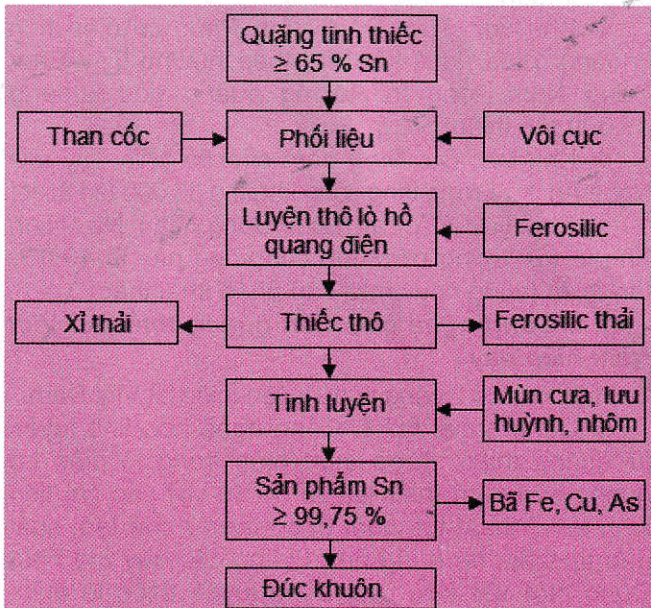 Quặng tinh thiếc
≥ 65 % Sn
Than cốc
Phối liệu
Vôi cục
Luyện thô lò hồ
quang điện
Ferosilic
Xỉ thải
Thiếc thô
Ferosilic thải
Tinh luyện
Mùn cưa, lưu
huỳnh, nhôm
Sản phẩm Sn
≥ 99,75 %
Bã Fe, Cu, As
Đúc khuôn